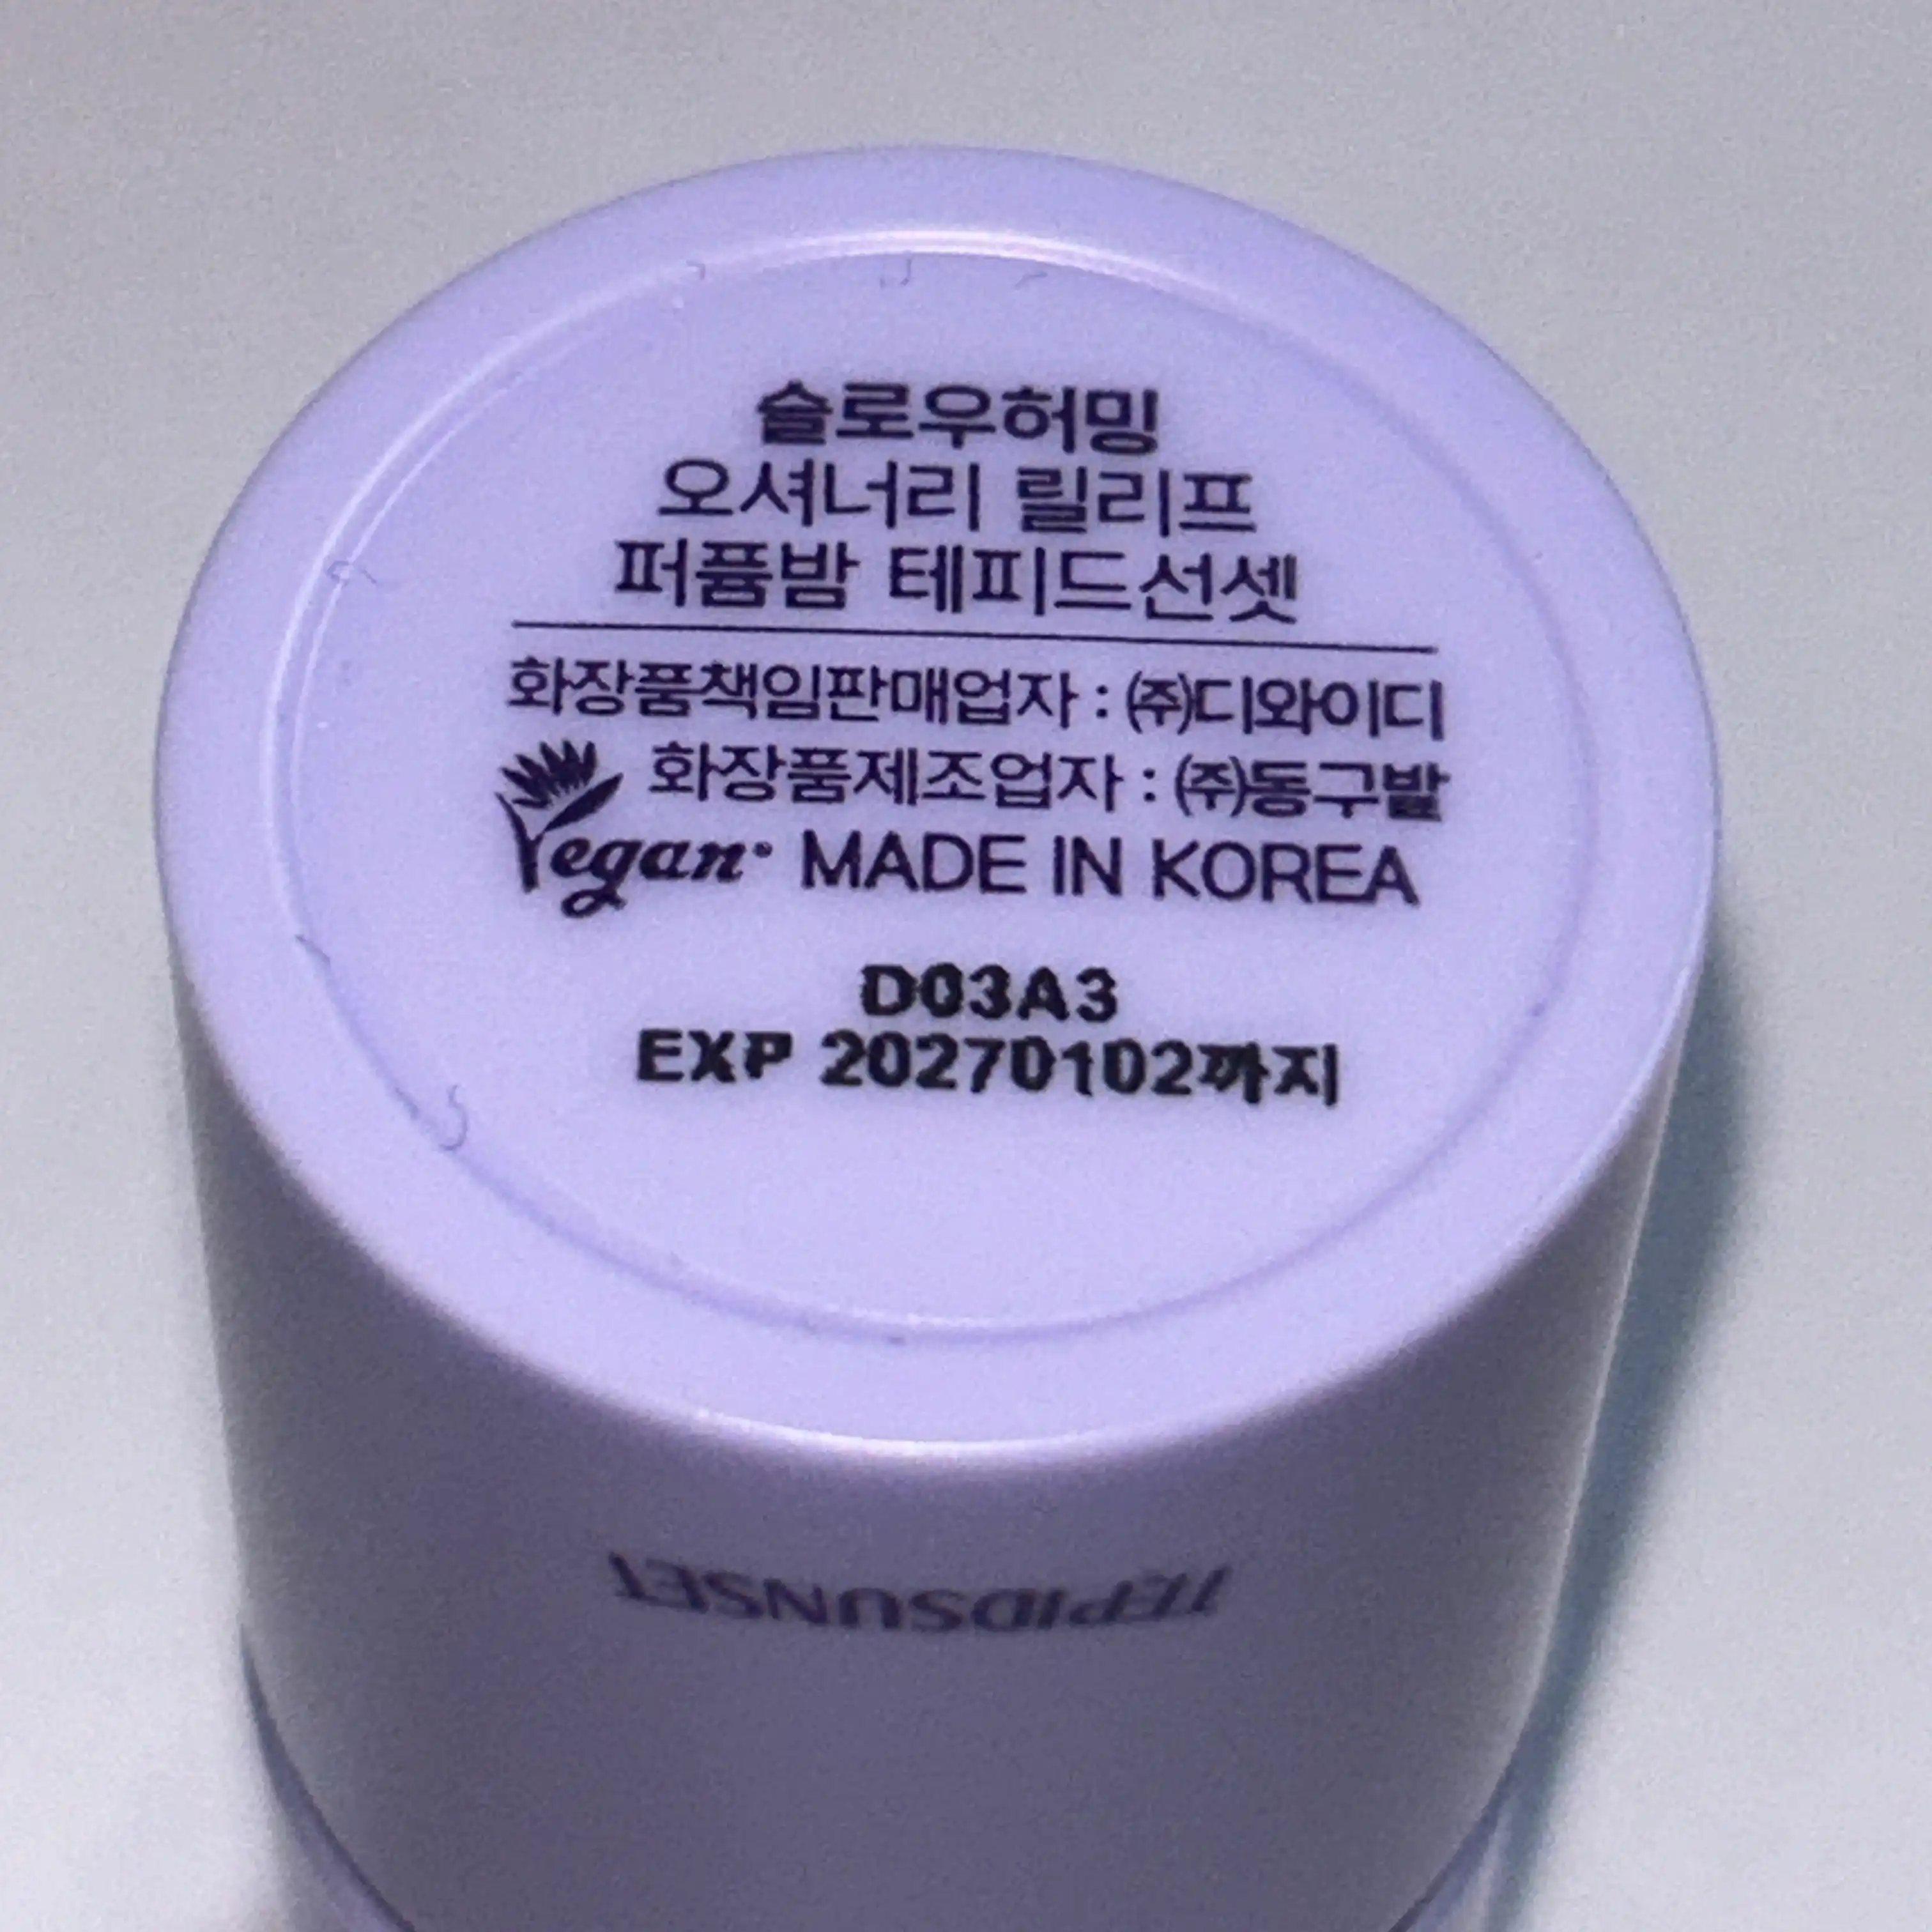 슬로우허밍
오셔너리 릴리프
퍼퓸밤 테피드선셋
화장품책임판매업자 : ㈜디와이디
화장품제조업자 : ㈜동구밭
Vegan MADE IN KOREA
D03A3
EXP 20270102까지
TEPIDSUNSET